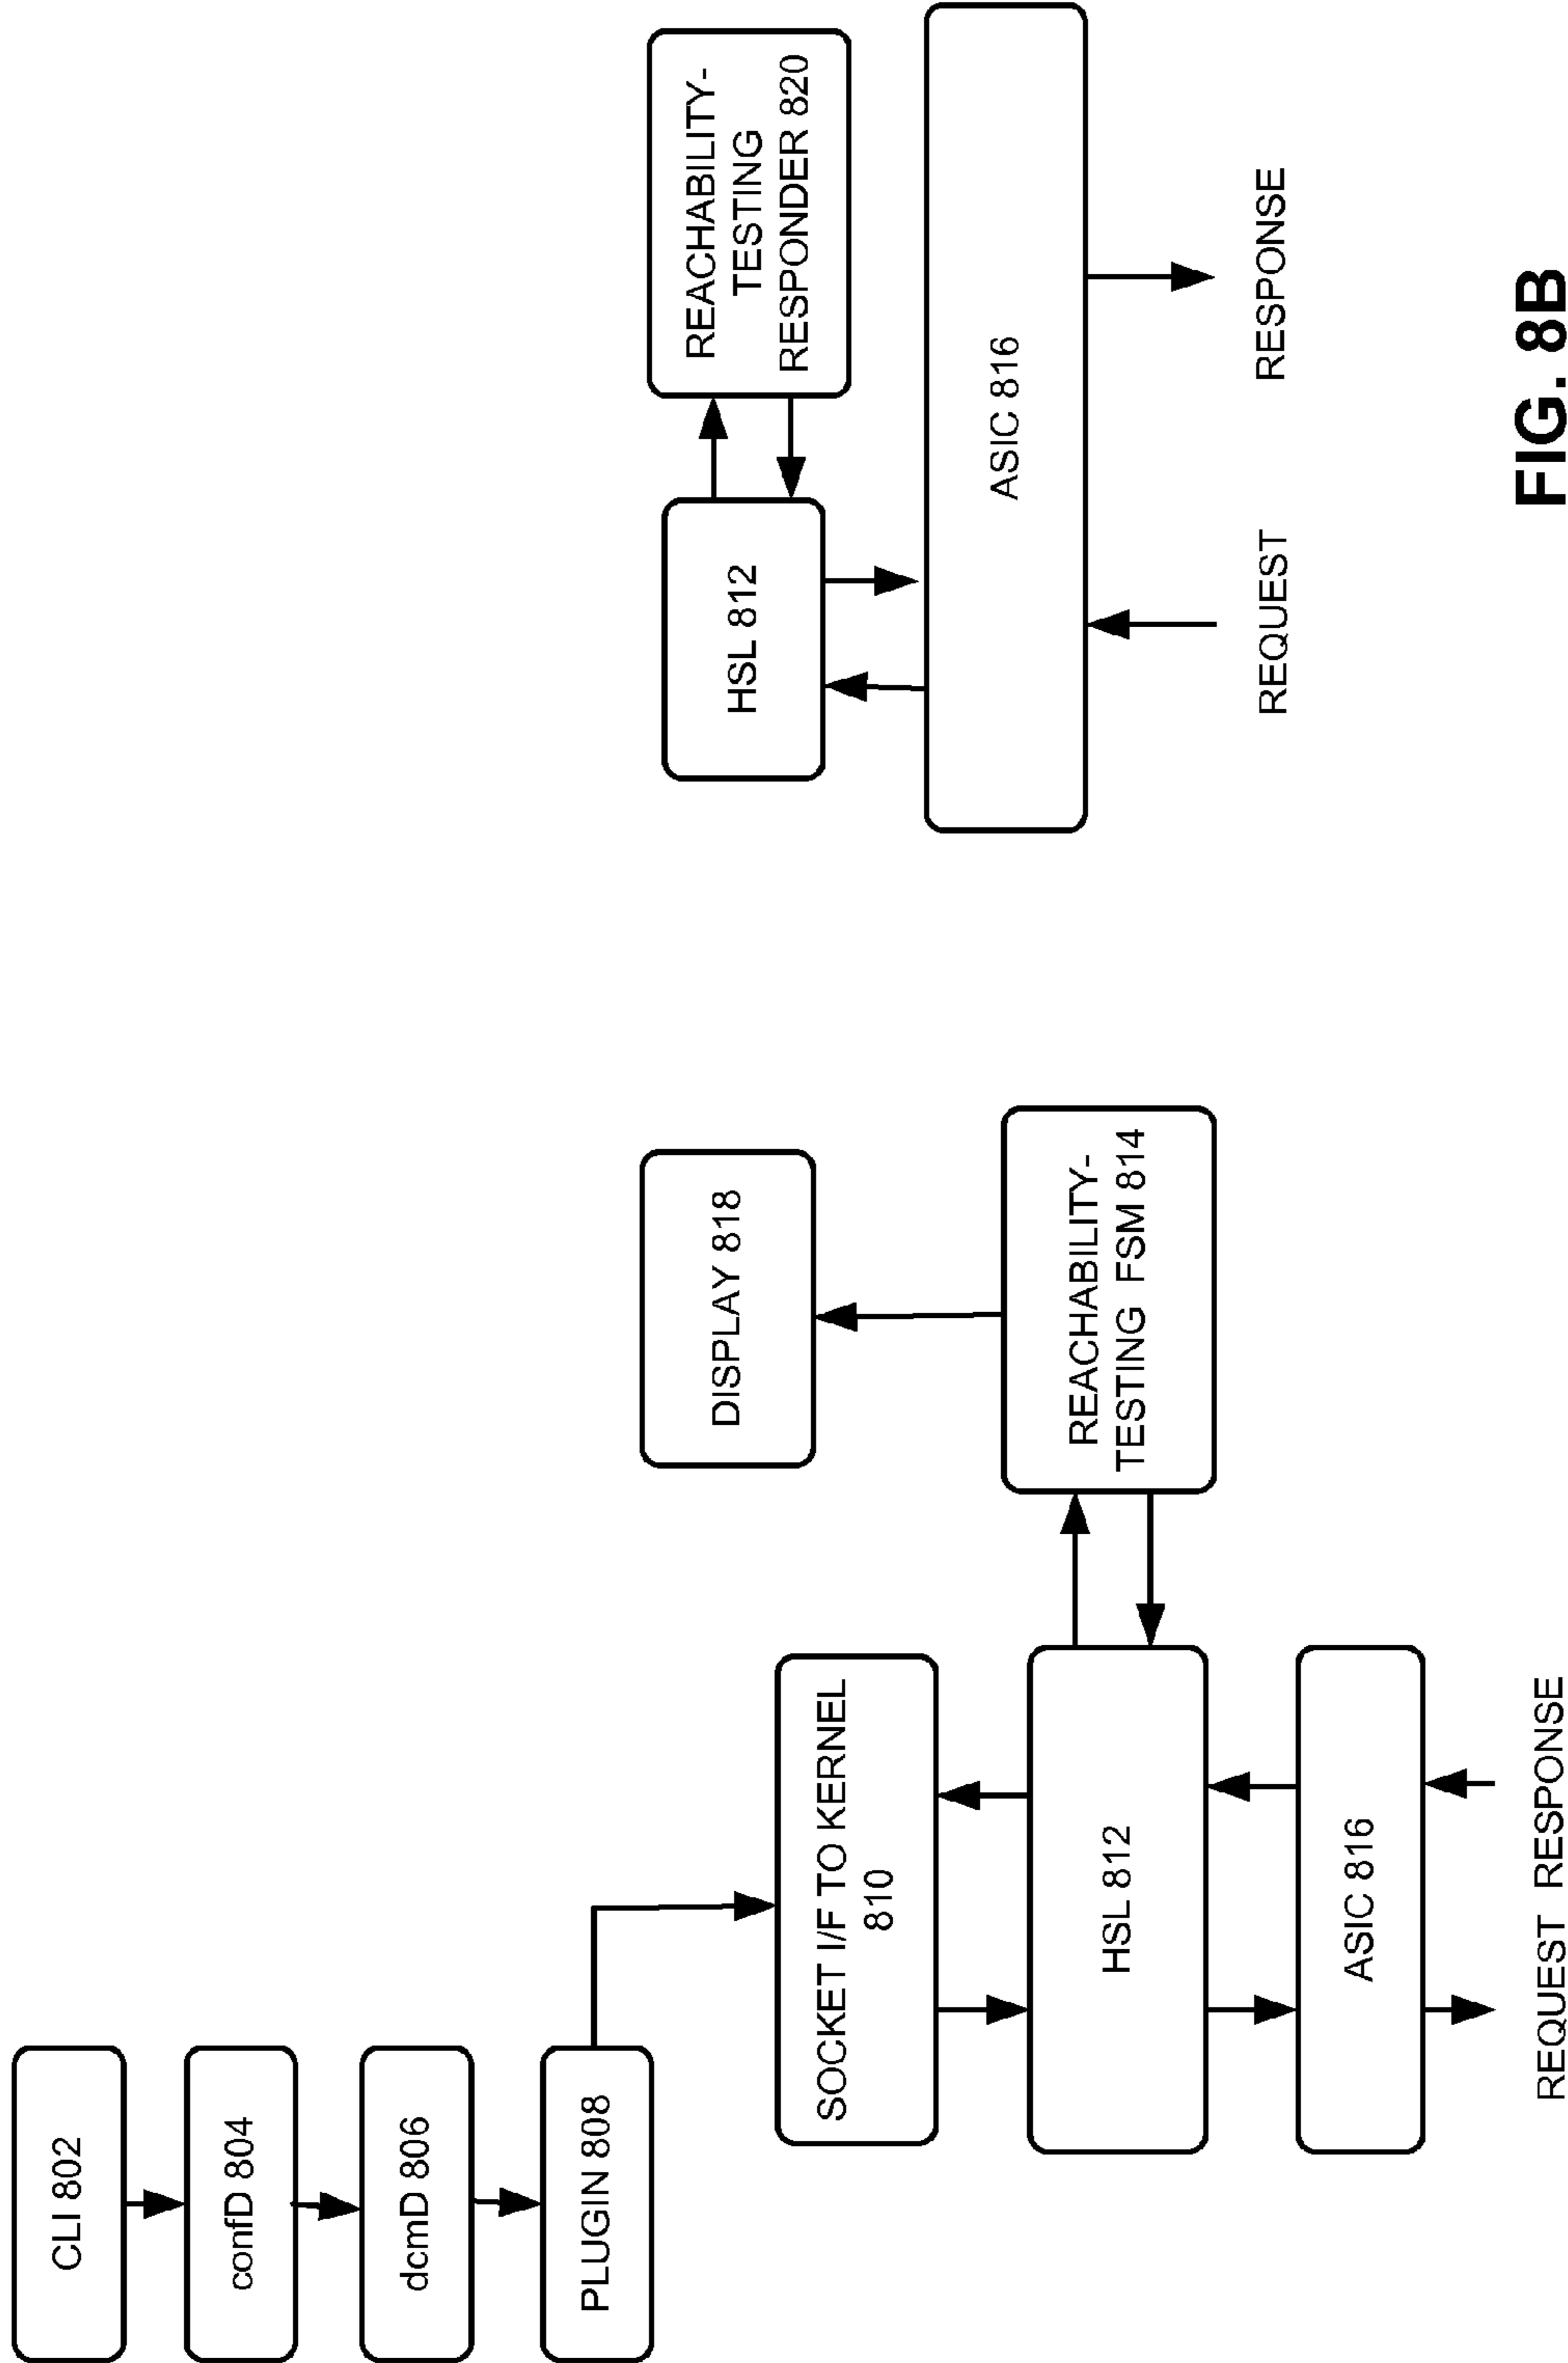 CLI 802
confD 804
dcmD 806
PLUGIN 808
SOCKET I/F TO KERNEL
810
HSL 812
ASIC 816
REQUEST
RESPONSE
DISPLAY 818
REACHABILITY-
TESTING FSM 814
REACHABILITY-
TESTING
RESPONDER 820
HSL 812
ASIC 816
REQUEST
RESPONSE
FIG. 8B